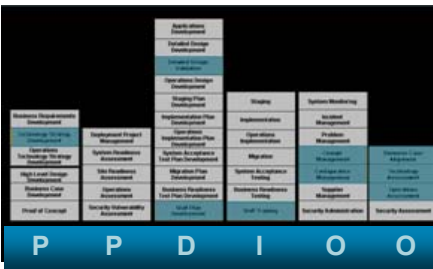 Applications
Development
Detailed Design
Development
Detailed Design
Validation
Operations Design
Development
Staging Plan
Development
Implementation Plan
Development
Operations
Implementation Plan
Development
System Acceptance
Test Plan Development
Migration Plan
Development
Business Readiness
Test Plan Development
Staff Plan
Development
Business Requirements
Development
Technology Strategy
Development
Operations
Technology Strategy
Development
High Level Design
Development
Business Case
Development
Proof of Concept
Deployment Project
Management
System Readiness
Assessment
Site Readiness
Assessment
Operations
Assessment
Security Vulnerability
Assessment
Staging
Implementation
Operations
Implementation
Migration
System Acceptance
Testing
Business Readiness
Testing
Staff Training
System Monitoring
Incident
Management
Problem
Management
Change
Management
Configuration
Management
Supplier
Management
Security Administration
Business Case
Alignment
Technology
Assessment
Operations
Assessment
Security Assessment
P P D I O O